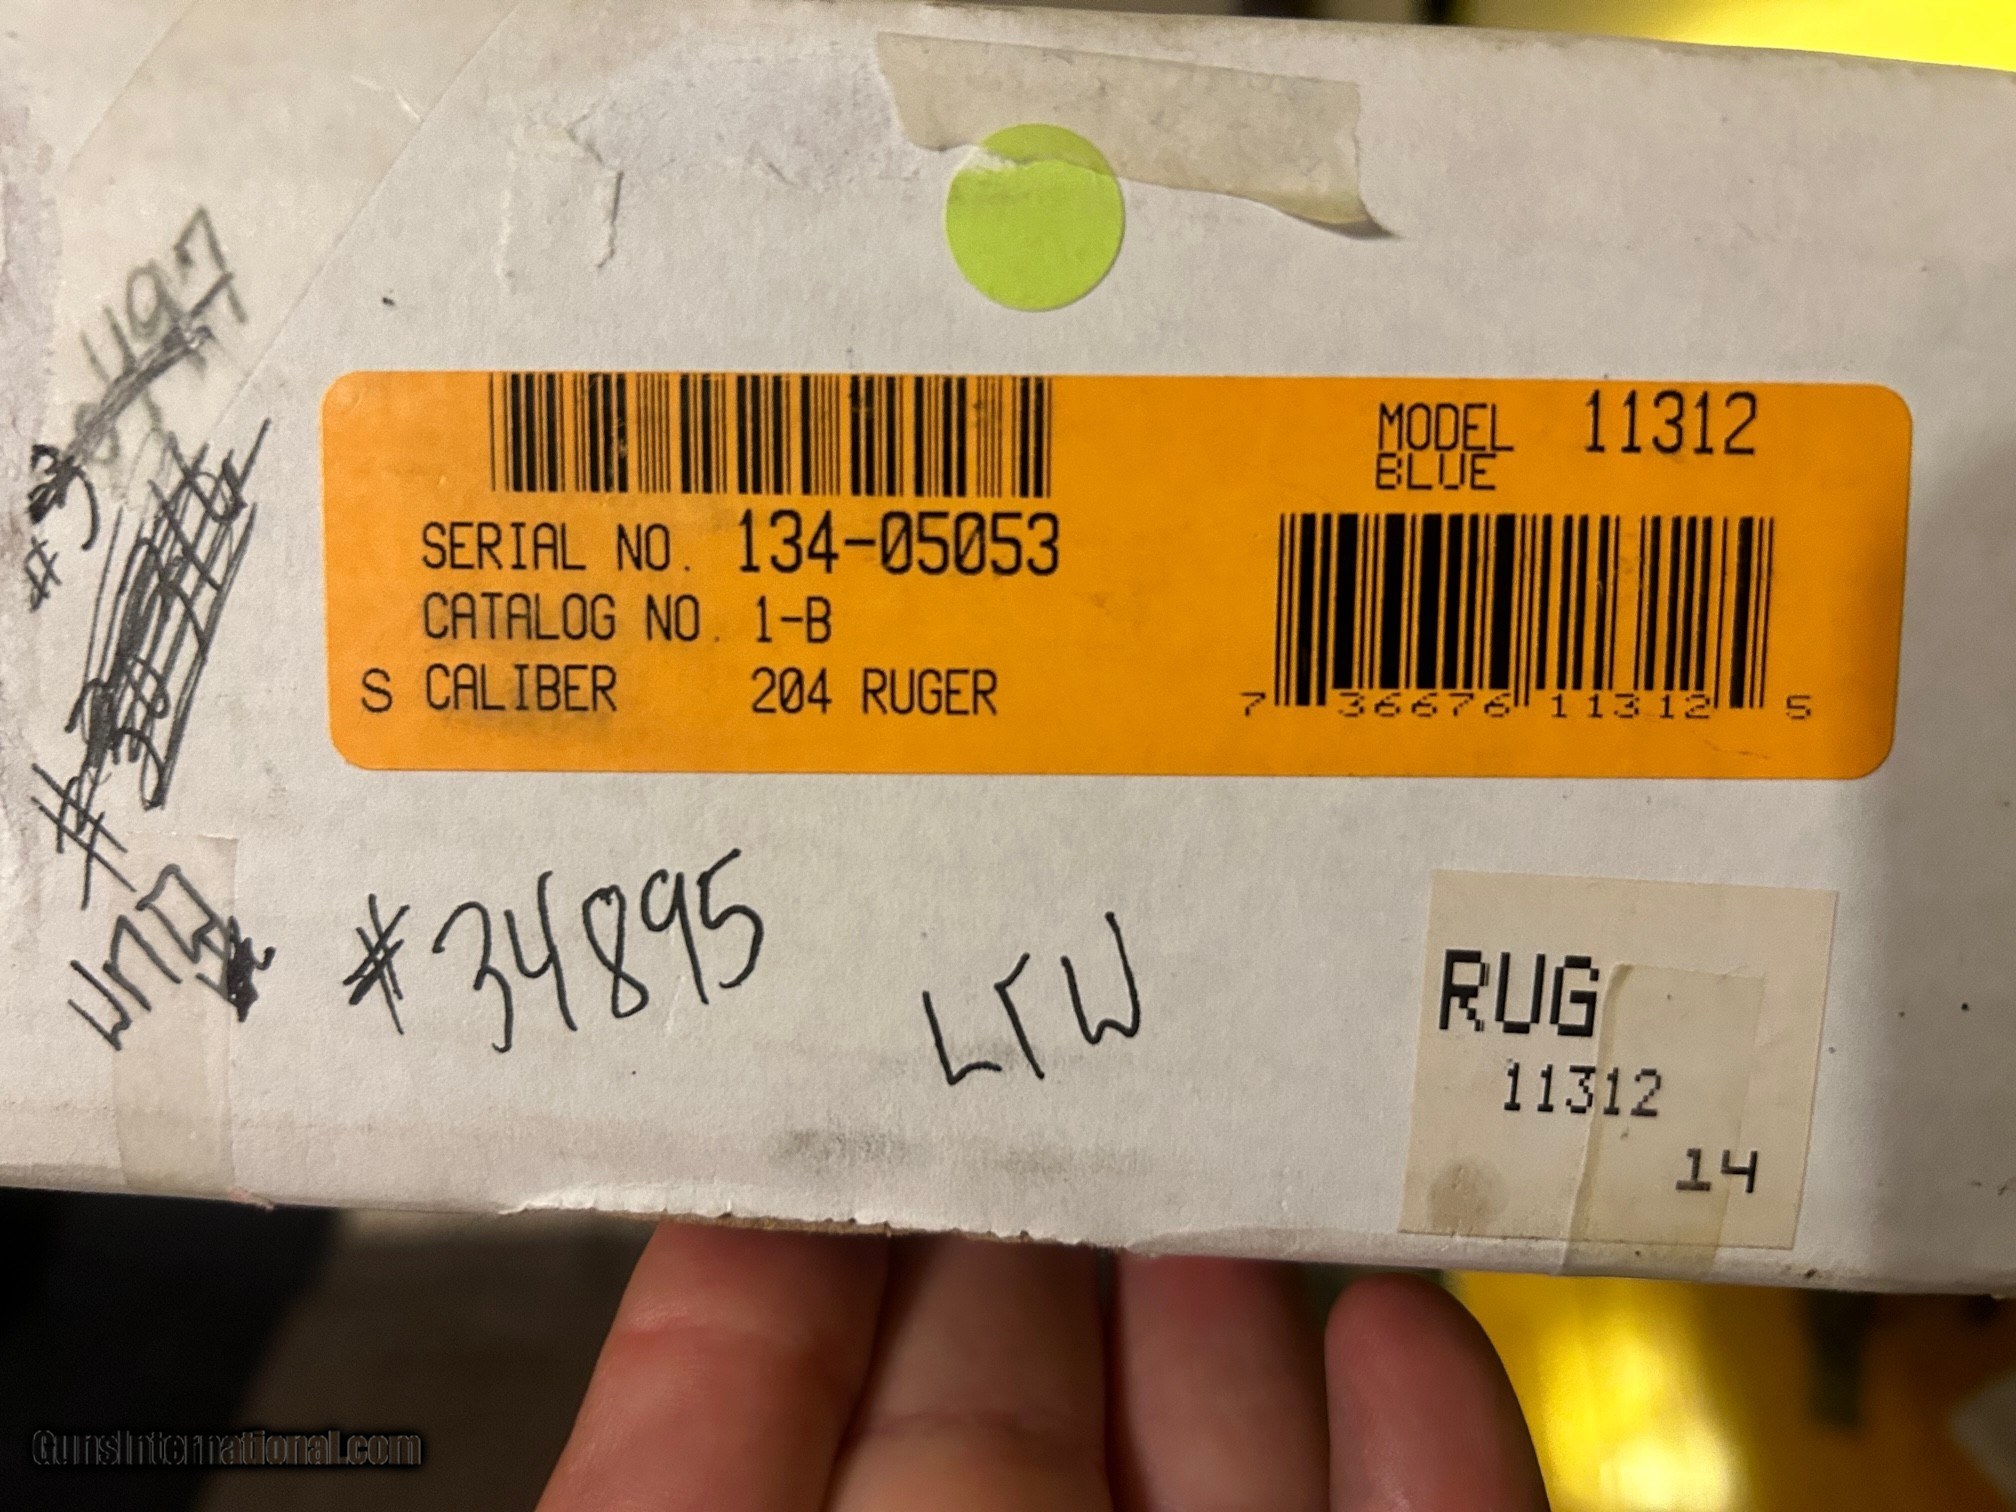 MODEL 11312
BLUE
SERIAL NO. 134-05053
CATALOG NO. 1-B
S CALIBER 204 RUGER
7 36676 11312 5
#34895
LTW
RUG
11312
14
GunsInternational.com